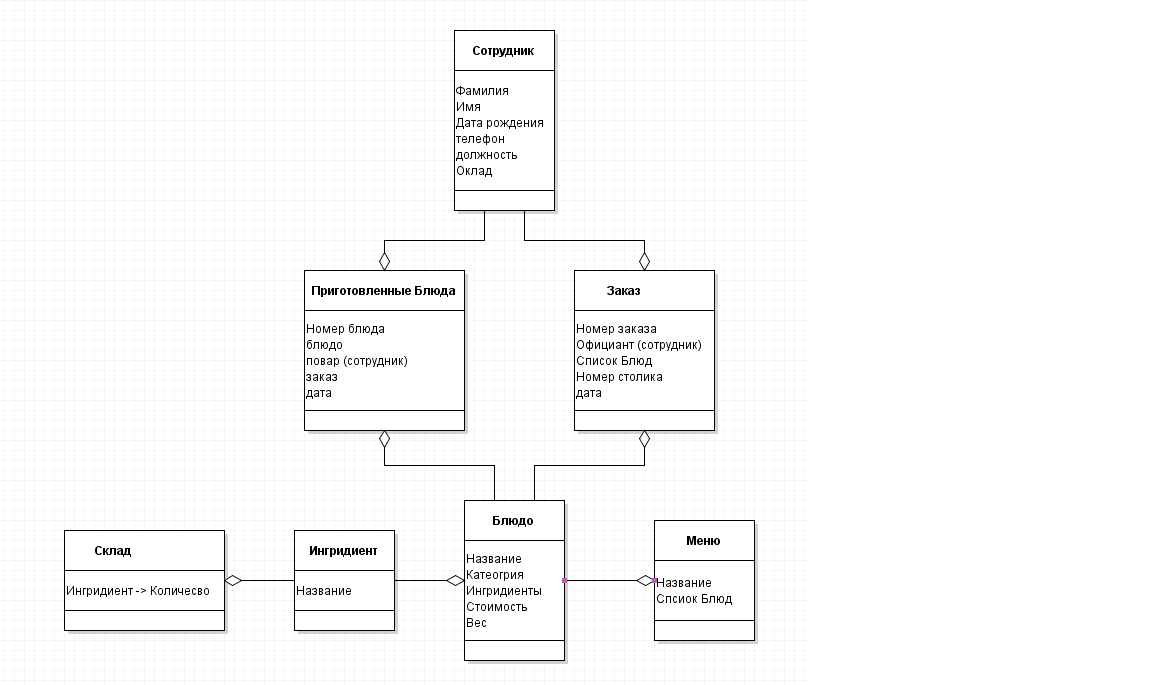 Сотрудник
Фамилия
Имя
Дата рождения
телефон
должность
Оклад
Приготовленные Блюда
Номер блюда
блюдо
повар (сотрудник)
заказ
дата
Заказ
Номер заказа
Официант (сотрудник)
Список Блюд
Номер столика
дата
Склад
Ингридиент -> Количесво
Ингридиент
Название
Блюдо
Название
Катеогрия
Ингридиенты
Стоимость
Вес
Меню
Название
Спсиок Блюд